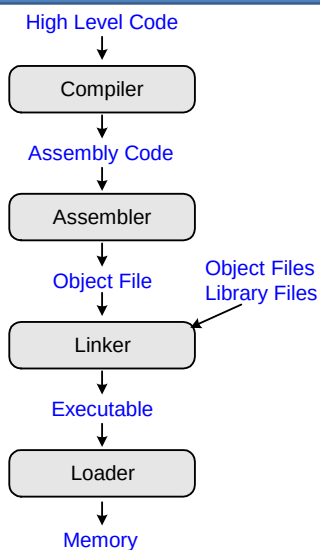 High Level Code
Compiler
Assembly Code
Assembler
Object File
Object Files
Library Files
Linker
Executable
Loader
Memory